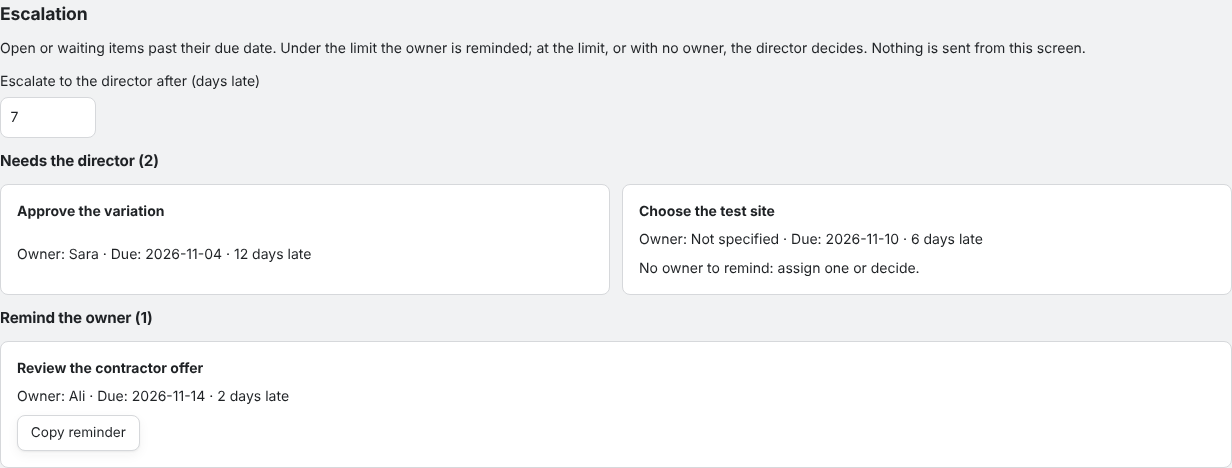 Escalation
Open or waiting items past their due date. Under the limit the owner is reminded; at the limit, or with no owner, the director decides. Nothing is sent from this screen.
Escalate to the director after (days late)
7
Needs the director (2)
Approve the variation
Owner: Sara · Due: 2026-11-04 · 12 days late
Choose the test site
Owner: Not specified · Due: 2026-11-10 · 6 days late
No owner to remind: assign one or decide.
Remind the owner (1)
Review the contractor offer
Owner: Ali · Due: 2026-11-14 · 2 days late
Copy reminder